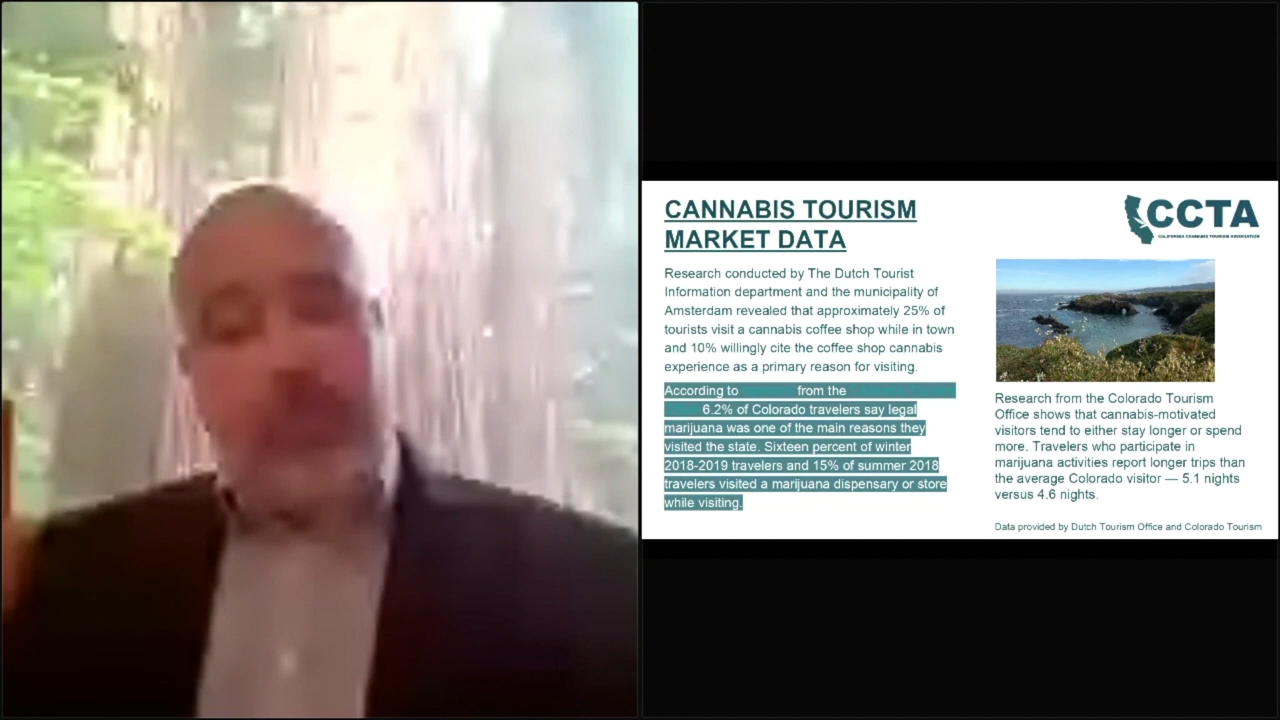 CANNABIS TOURISM
MARKET DATA
Research conducted by The Dutch Tourist
Information department and the municipality of
Amsterdam revealed that approximately 25% of
tourists visit a cannabis coffee shop while in town
and 10% willingly cite the coffee shop cannabis
experience as a primary reason for visiting.
According to from the
6.2% of Colorado travelers say legal
marijuana was one of the main reasons they
visited the state. Sixteen percent of winter
2018-2019 travelers and 15% of summer 2018
travelers visited a marijuana dispensary or store
while visiting.
CCTA
CALIFORNIA CANNABIS TOURISM ASSOCIATION
Research from the Colorado Tourism
Office shows that cannabis-motivated
visitors tend to either stay longer or spend
more. Travelers who participate in
marijuana activities report longer trips than
the average Colorado visitor — 5.1 nights
versus 4.6 nights.
Data provided by Dutch Tourism Office and Colorado Tourism